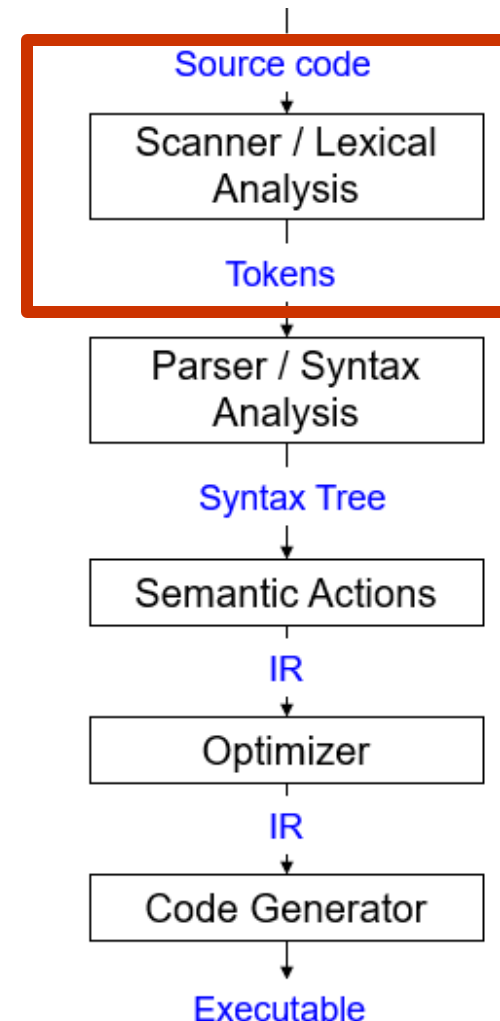 Source code
Scanner / Lexical
Analysis
Tokens
Parser / Syntax
Analysis
Syntax Tree
Semantic Actions
IR
Optimizer
IR
Code Generator
Executable